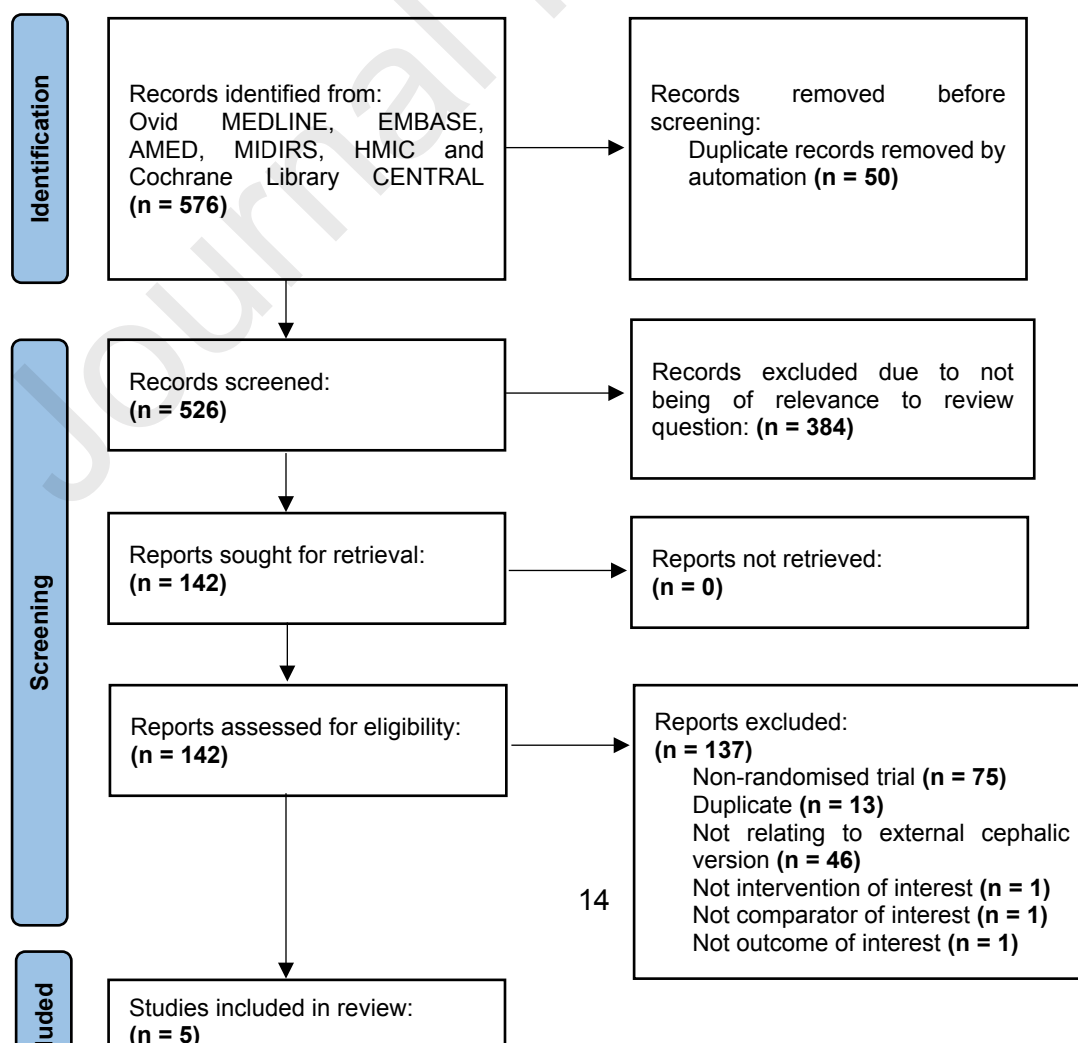 Identification
Records identified from:
Ovid MEDLINE, EMBASE,
AMED, MIDIRS, HMIC and
Cochrane Library CENTRAL
(n = 576)
Records removed before
screening:
Duplicate records removed by
automation (n = 50)
Screening
Records screened:
(n = 526)
Records excluded due to not
being of relevance to review
question: (n = 384)
Reports sought for retrieval:
(n = 142)
Reports not retrieved:
(n = 0)
Reports assessed for eligibility:
(n = 142)
Reports excluded:
(n = 137)
Non-randomised trial (n = 75)
Duplicate (n = 13)
Not relating to external cephalic
version (n = 46)
Not intervention of interest (n = 1)
Not comparator of interest (n = 1)
Not outcome of interest (n = 1)
14
uded
Studies included in review:
(n = 5)
Journal